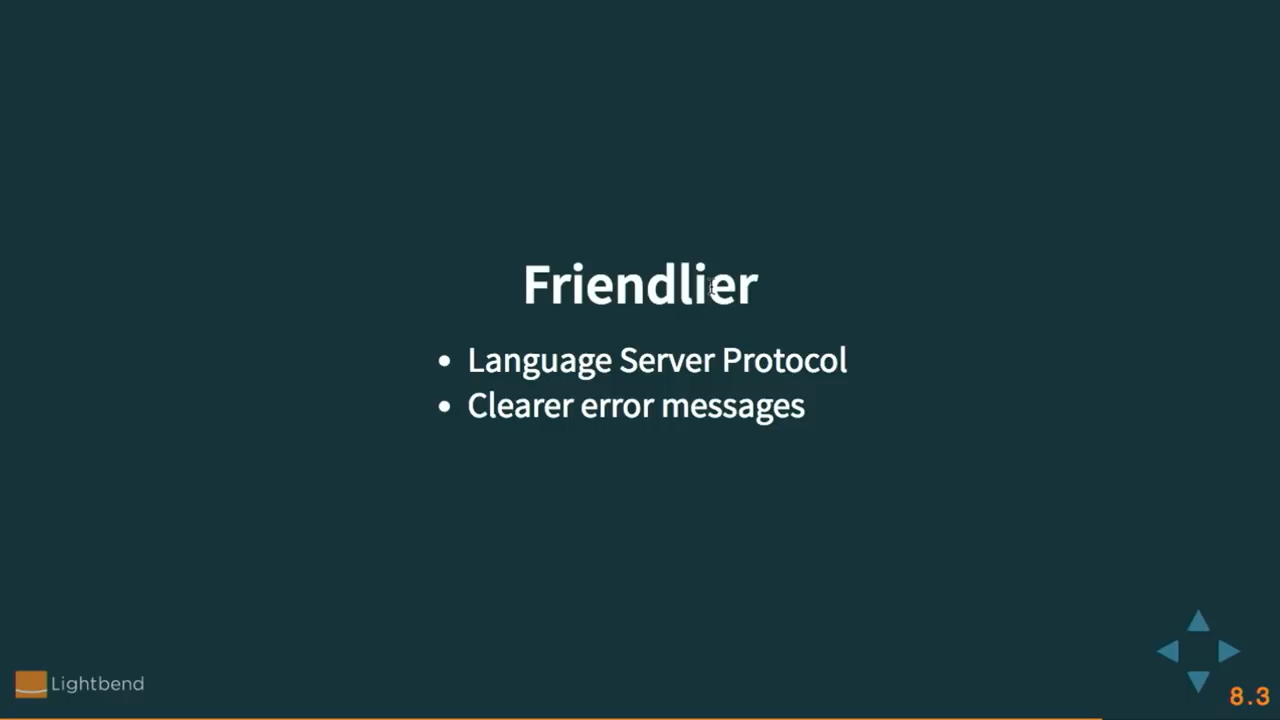 Friendlier
• Language Server Protocol
• Clearer error messages
Lightbend
8.3